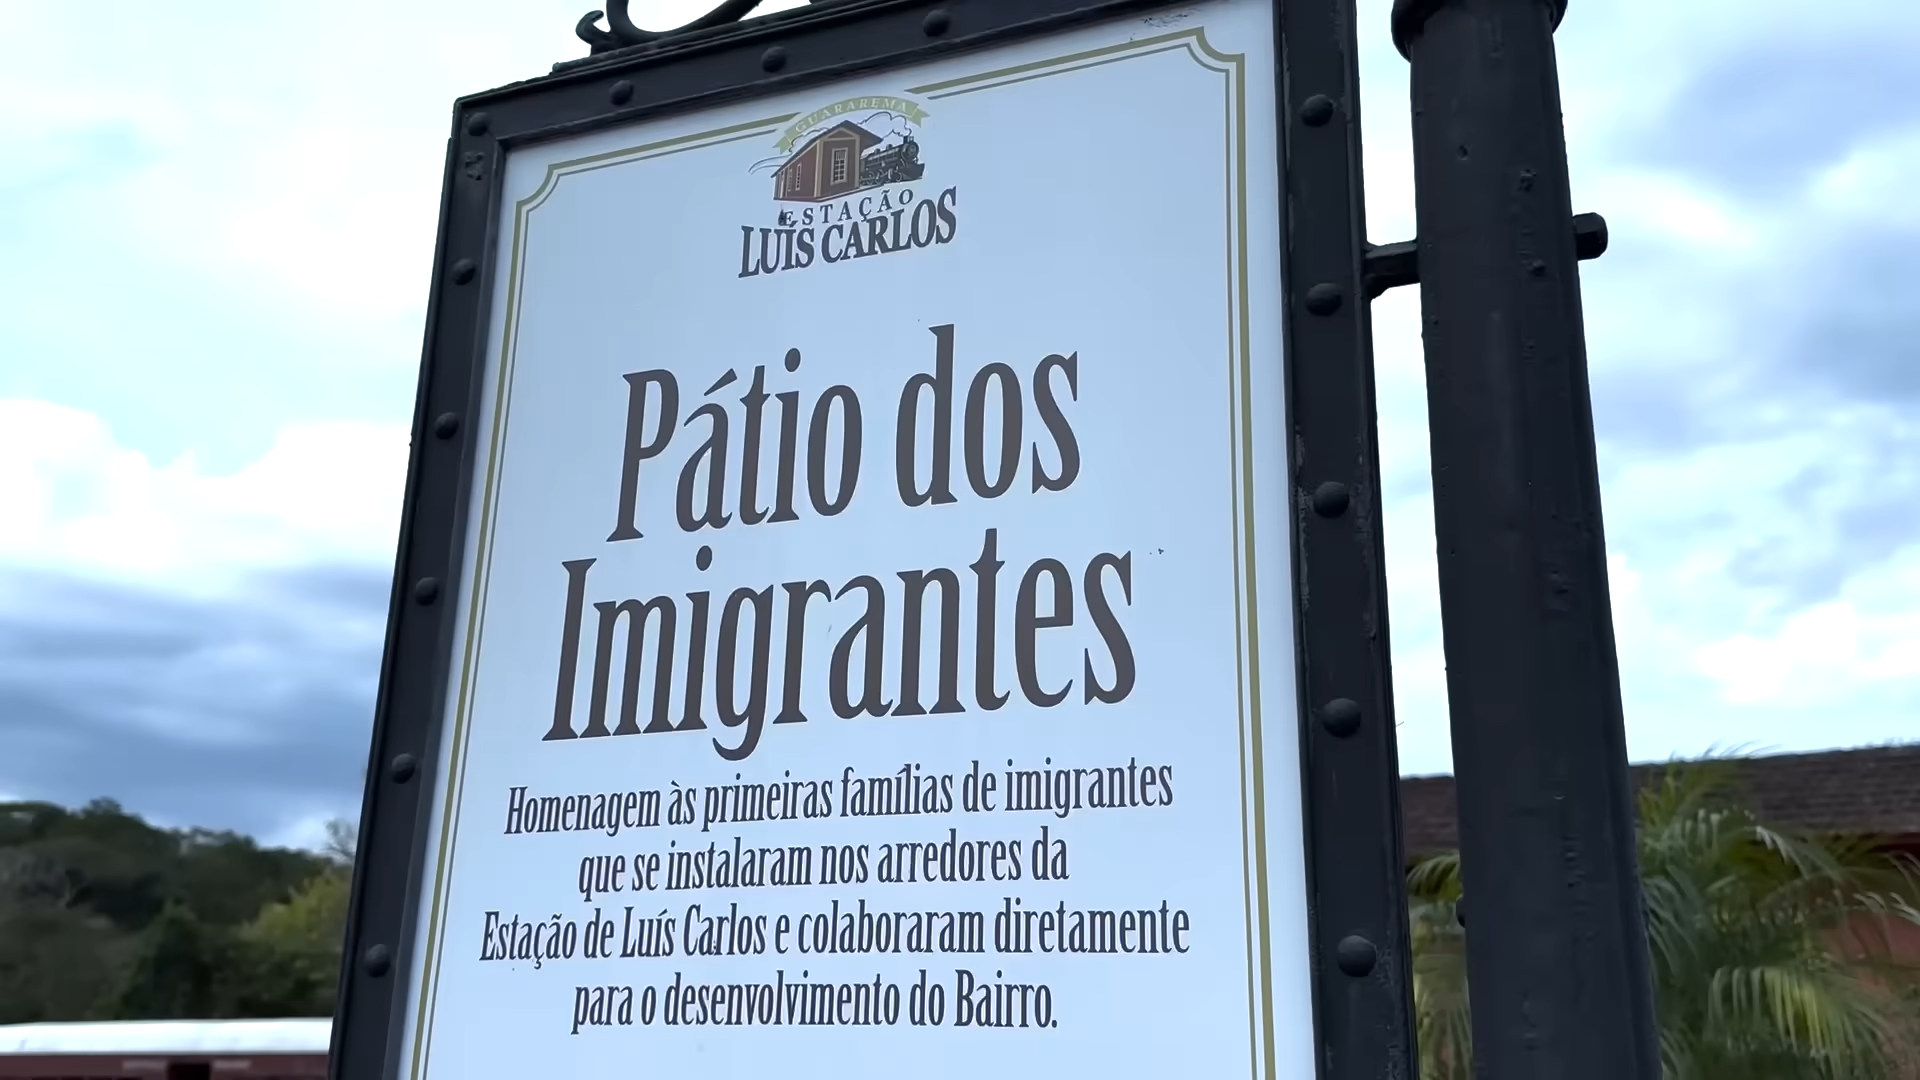 GUARAREMA
ESTAÇÃO
LUÍS CARLOS
Pátio dos
Imigrantes
Homenagem às primeiras famílias de imigrantes
que se instalaram nos arredores da
Estação de Luís Carlos e colaboraram diretamente
para o desenvolvimento do Bairro.